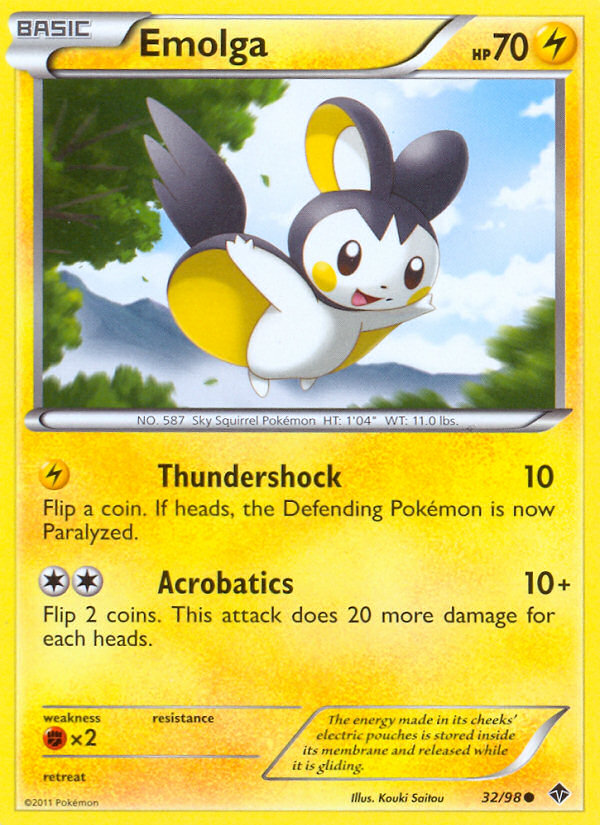 BASIC
Emolga
HP70
NO. 587 Sky Squirrel Pokémon HT: 1'04" WT: 11.0 lbs.
Thundershock 10
Flip a coin. If heads, the Defending Pokémon is now
Paralyzed.
Acrobatics 10+
Flip 2 coins. This attack does 20 more damage for
each heads.
weakness resistance
×2
retreat
The energy made in its cheeks'
electric pouches is stored inside
its membrane and released while
it is gliding.
©2011 Pokémon
Illus. Kouki Saitou
32/98